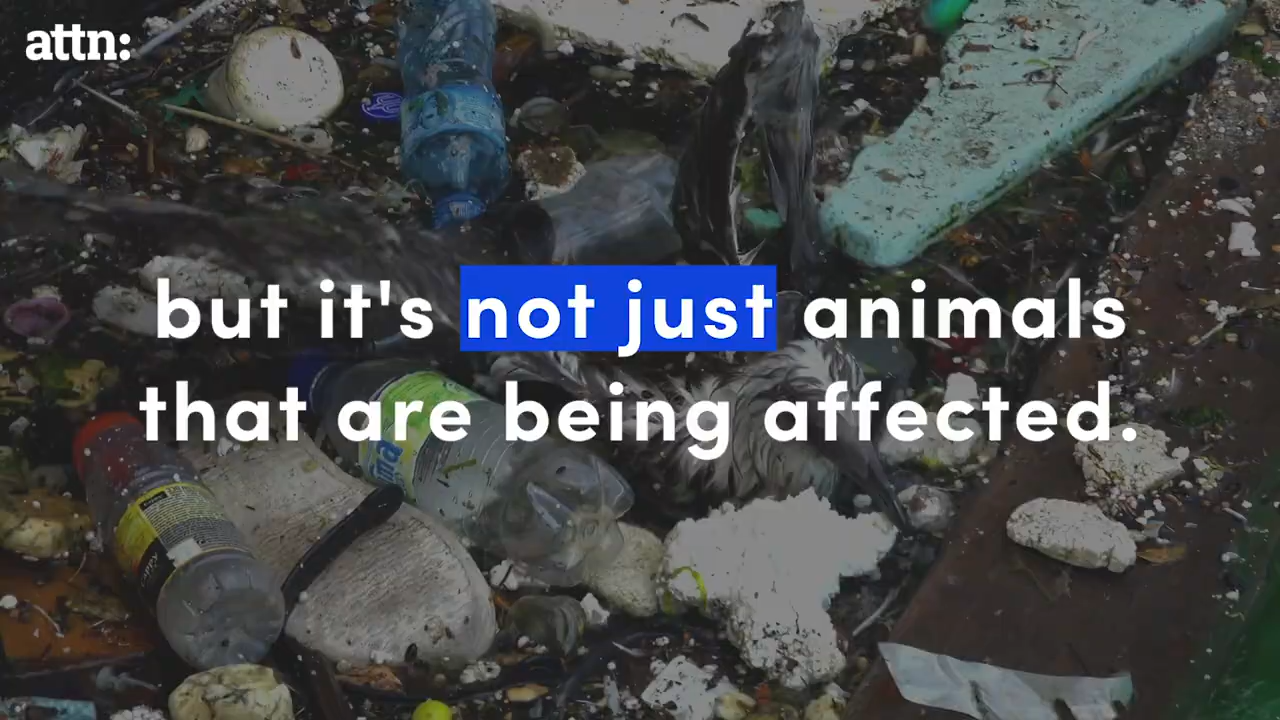 attn:
but it's not just animals
that are being affected.